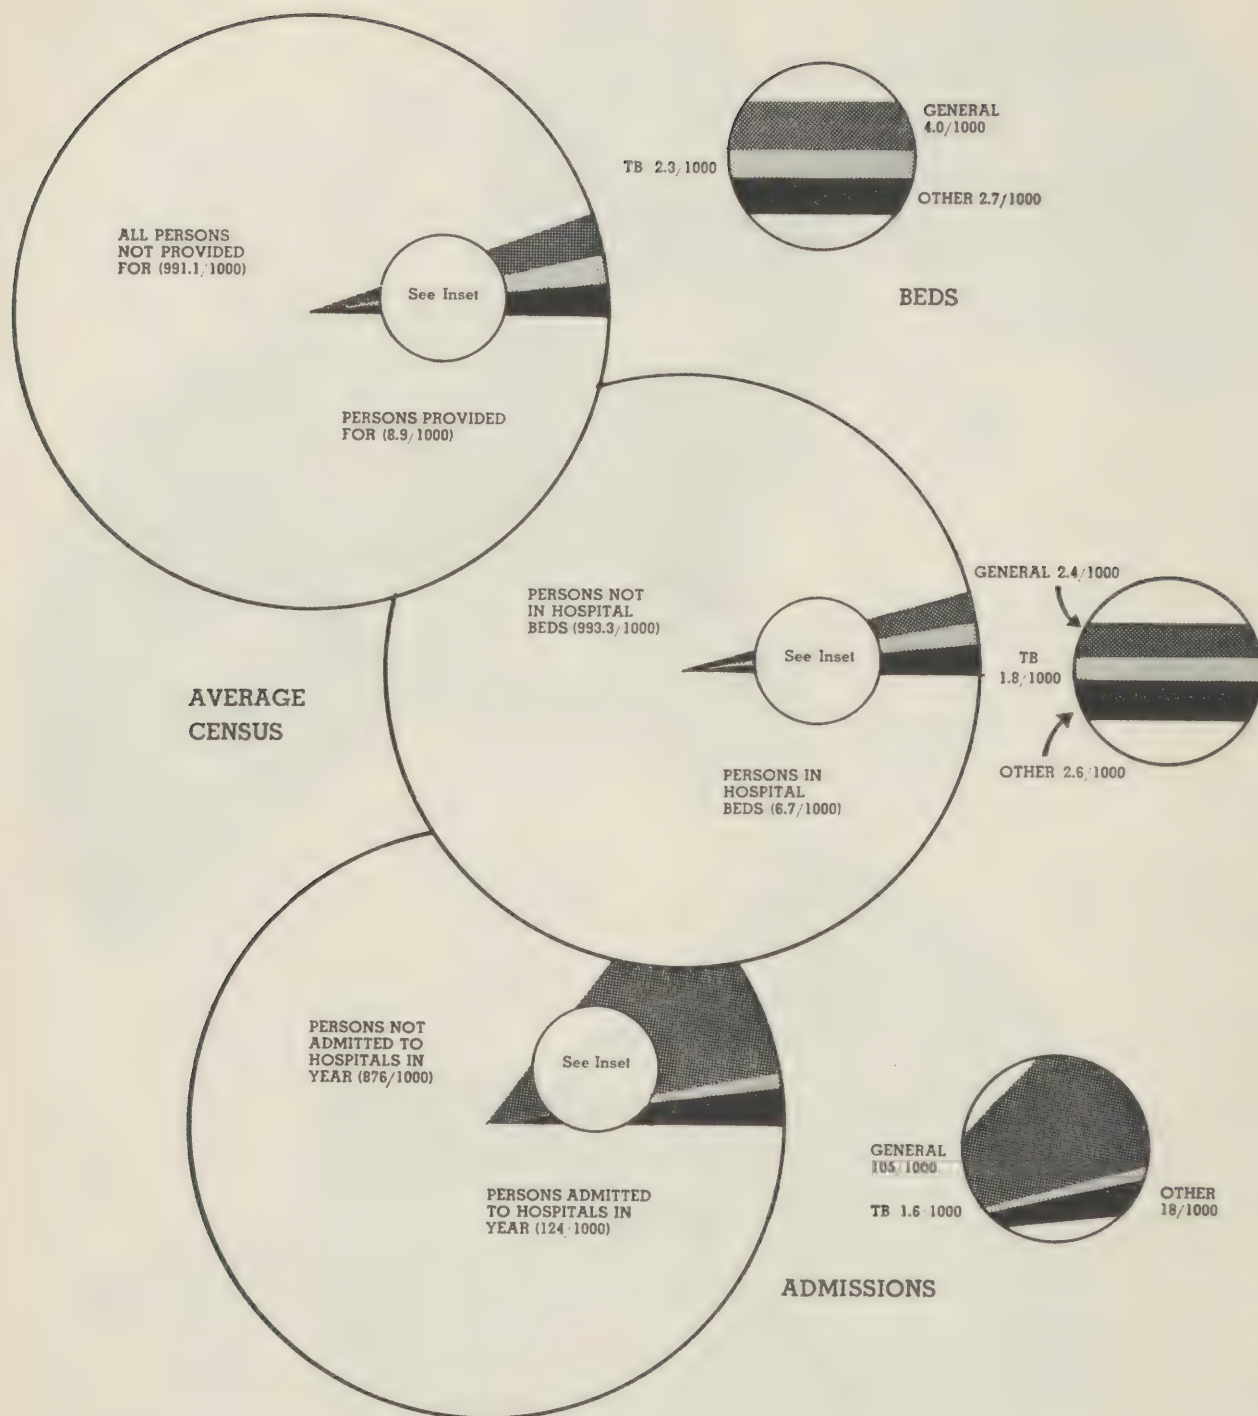 GENERAL
4.0/1000
TB 2.3/1000
OTHER 2.7/1000
ALL PERSONS
NOT PROVIDED
FOR (991.1/1000)
See Inset
BEDS
PERSONS PROVIDED
FOR (8.9/1000)
GENERAL 2.4/1000
PERSONS NOT
IN HOSPITAL
BEDS (993.3/1000)
See Inset
TB
1.8/1000
AVERAGE
CENSUS
OTHER 2.6/1000
PERSONS IN
HOSPITAL
BEDS (6.7/1000)
PERSONS NOT
ADMITTED TO
HOSPITALS IN
YEAR (876/1000)
See Inset
GENERAL
105/1000
TB 1.6/1000
OTHER
18/1000
PERSONS ADMITTED
TO HOSPITALS IN
YEAR (124/1000)
ADMISSIONS